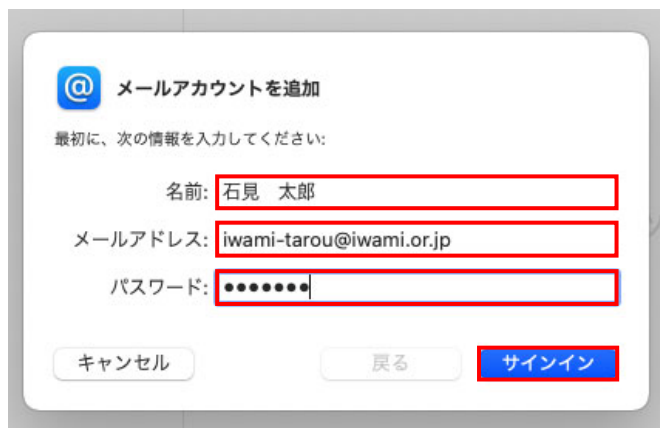 メールアカウントを追加
最初に、次の情報を入力してください:
名前: 石見　太郎
メールアドレス: iwami-tarou@iwami.or.jp
パスワード: ●●●●●●●
キャンセル 戻る サインイン